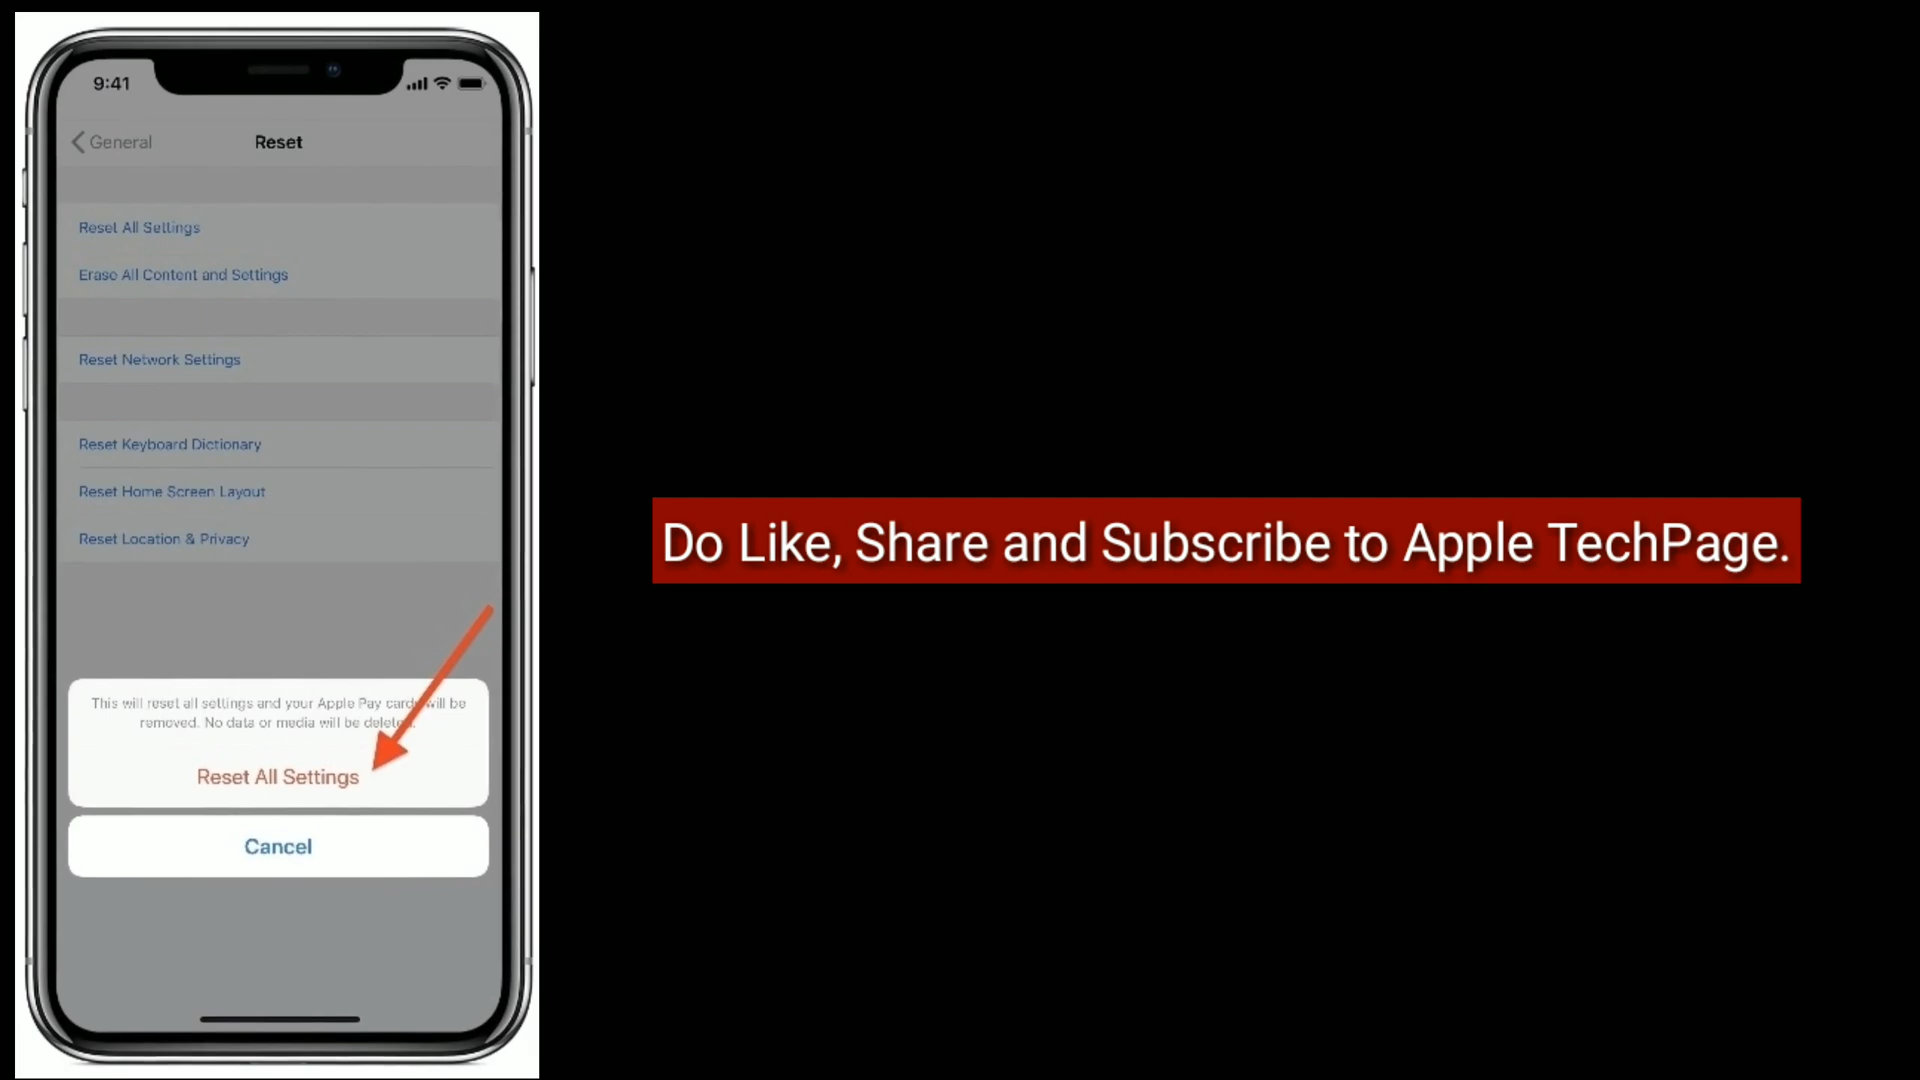 9:41
General
Reset
Reset All Settings
Erase All Content and Settings
Reset Network Settings
Reset Keyboard Dictionary
Reset Home Screen Layout
Reset Location & Privacy
This will reset all settings and your Apple Pay cards will be
removed. No data or media will be deleted.
Reset All Settings
Cancel
Do Like, Share and Subscribe to Apple TechPage.